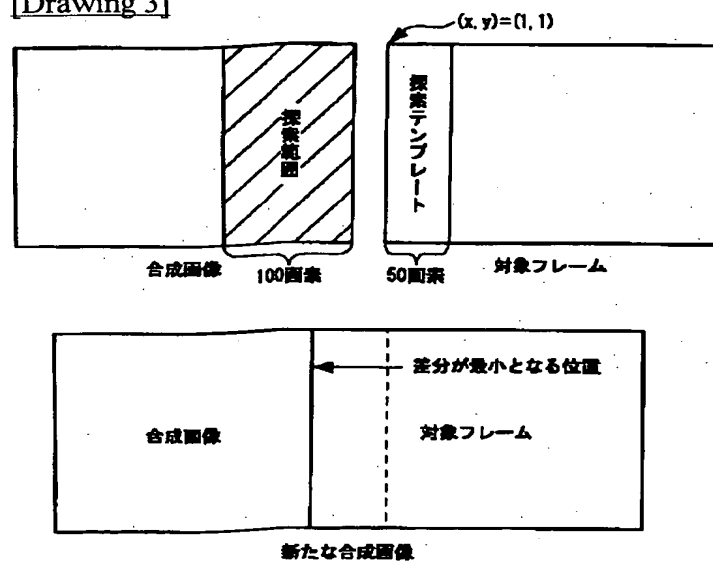 [Drawing 3]
(x, y)=(1, 1)
探索範囲
探索テンプレート
合成画像
100画素
50画素
対象フレーム
差分が最小となる位置
合成画像
対象フレーム
新たな合成画像